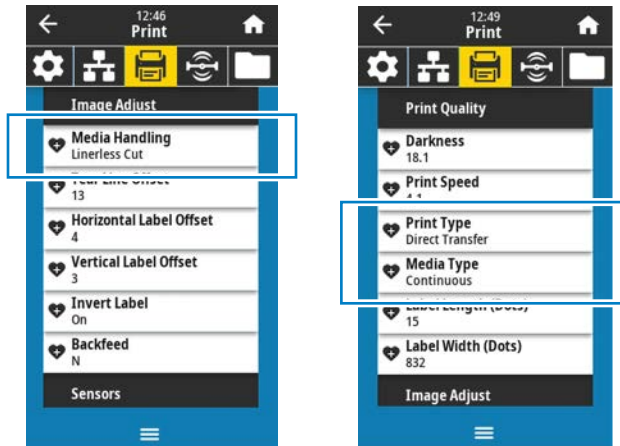 12:46
Print
Image Adjust
Media Handling
Linerless Cut
13
Horizontal Label Offset
4
Vertical Label Offset
3
Invert Label
On
Backfeed
N
Sensors
12:49
Print
Print Quality
Darkness
18.1
Print Speed
Print Type
Direct Transfer
Media Type
Continuous
15
Label Width (Dots)
832
Image Adjust